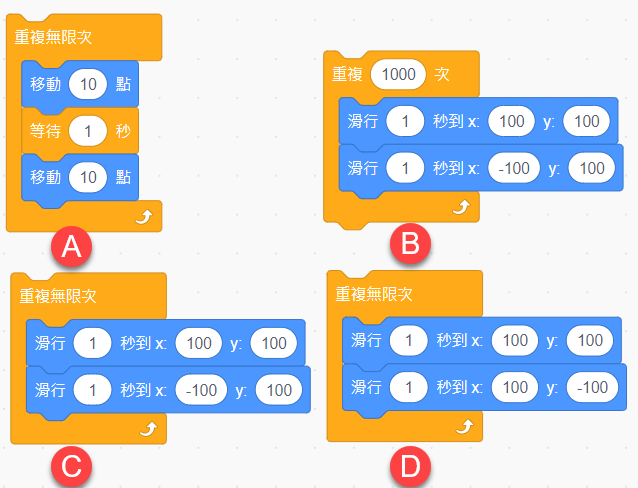 重複無限次
移動 10 點
等待 1 秒
移動 10 點
A
重複 1000 次
滑行 1 秒到 x: 100 y: 100
滑行 1 秒到 x: -100 y: 100
B
重複無限次
滑行 1 秒到 x: 100 y: 100
滑行 1 秒到 x: -100 y: 100
C
重複無限次
滑行 1 秒到 x: 100 y: 100
滑行 1 秒到 x: 100 y: -100
D